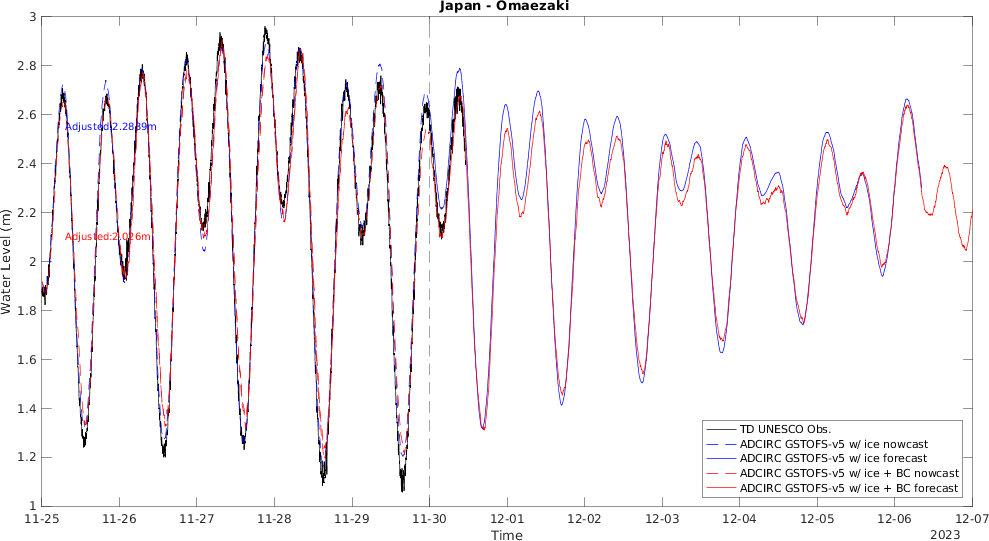 Japan - Omaezaki
3
2.8
2.6
2.4
2.2
2
1.8
1.6
1.4
1.2
1
Water Level (m)
Adjusted:2.2889m
Adjusted:2.026m
TD UNESCO Obs.
ADCIRC GSTOFS-v5 w/ ice nowcast
ADCIRC GSTOFS-v5 w/ ice forecast
ADCIRC GSTOFS-v5 w/ ice + BC nowcast
ADCIRC GSTOFS-v5 w/ ice + BC forecast
11-25 11-26 11-27 11-28 11-29 11-30 12-01 12-02 12-03 12-04 12-05 12-06 12-07
Time
2023